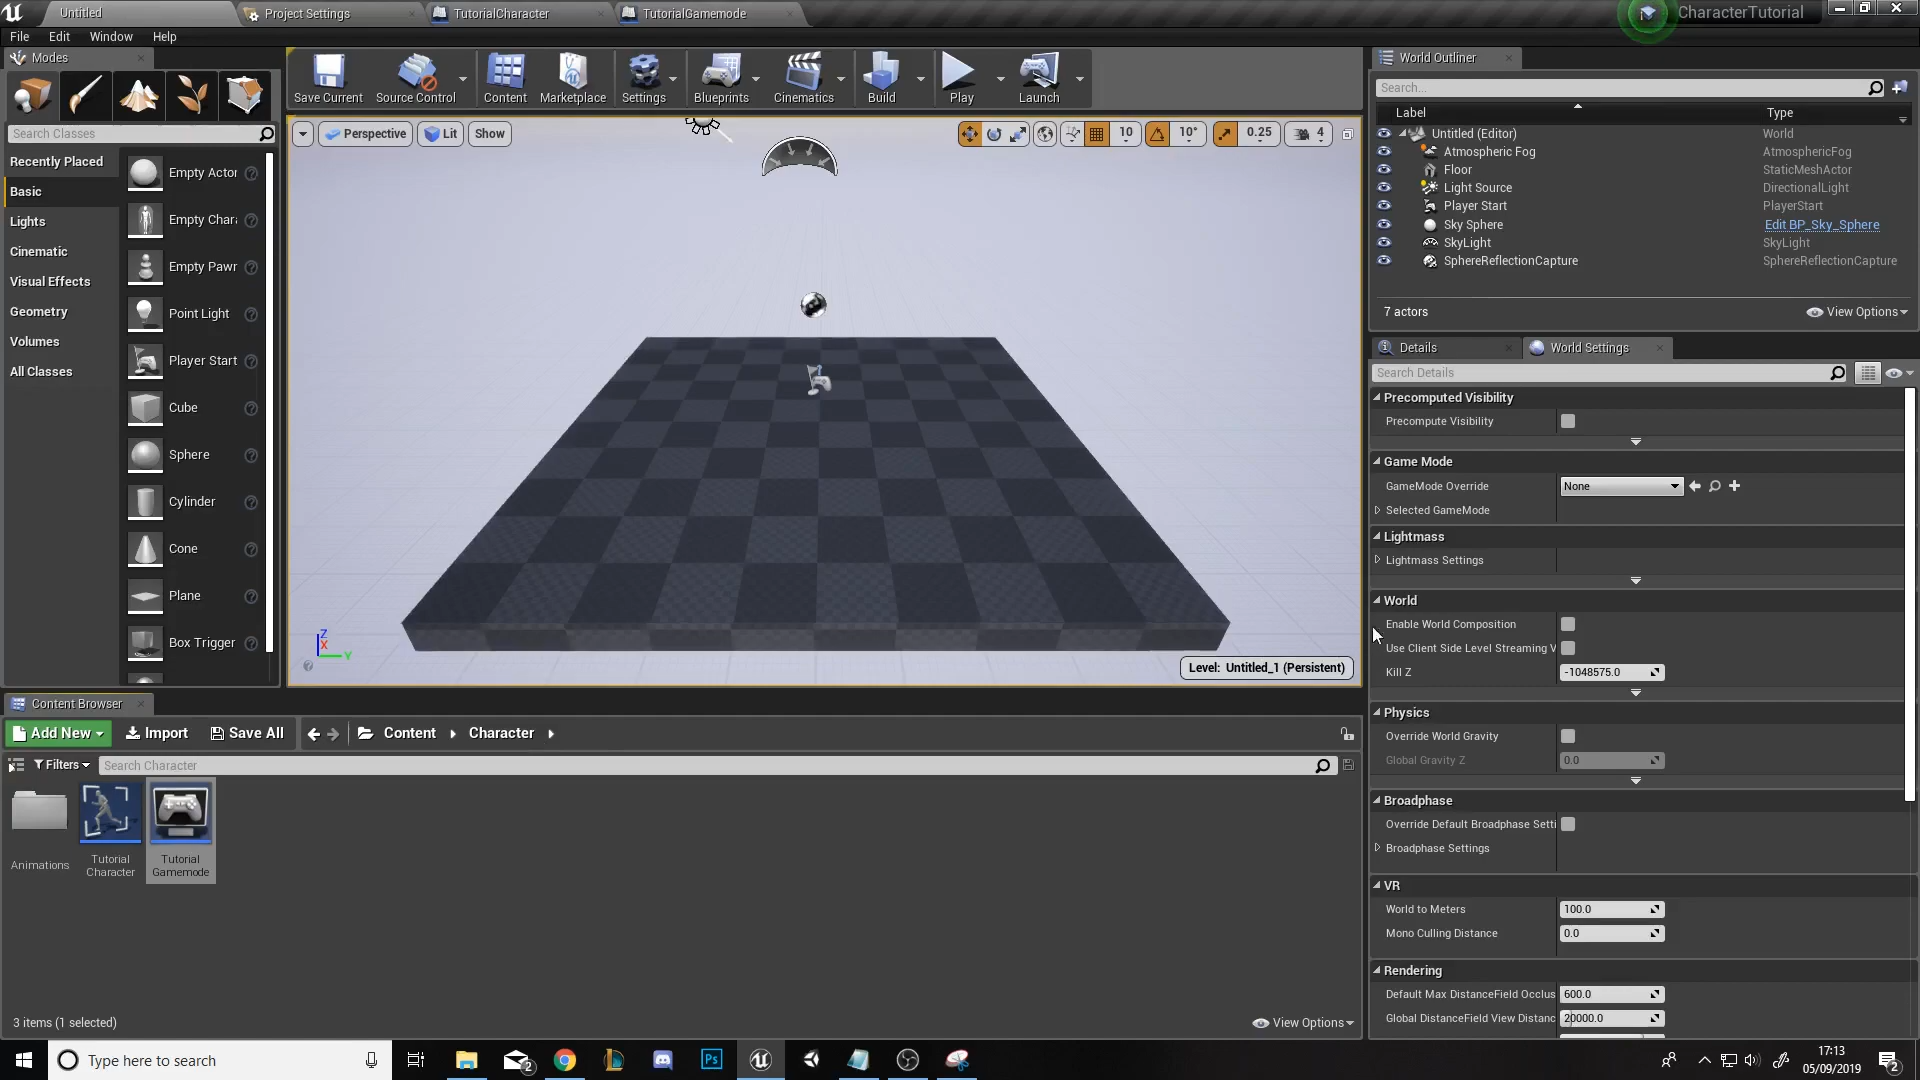 Untitled
Project Settings
TutorialCharacter
TutorialGamemode
CharacterTutorial
File Edit Window Help
Modes
Search Classes
Recently Placed
Basic
Lights
Cinematic
Visual Effects
Geometry
Volumes
All Classes
Empty Actor
Empty Char
Empty Pawn
Point Light
Player Start
Cube
Sphere
Cylinder
Cone
Plane
Box Trigger
Save Current
Source Control
Content
Marketplace
Settings
Blueprints
Cinematics
Build
Play
Launch
Perspective
Lit
Show
10
10°
0.25
4
Z
X
Y
Level: Untitled_1 (Persistent)
World Outliner
Search...
Label Type
Untitled (Editor) World
Atmospheric Fog AtmosphericFog
Floor StaticMeshActor
Light Source DirectionalLight
Player Start PlayerStart
Sky Sphere Edit BP_Sky_Sphere
SkyLight SkyLight
SphereReflectionCapture SphereReflectionCapture
7 actors View Options
Details
World Settings
Search Details
Precomputed Visibility
Precompute Visibility
Game Mode
GameMode Override None
Selected GameMode
Lightmass
Lightmass Settings
World
Enable World Composition
Use Client Side Level Streaming V
Kill Z -1048575.0
Physics
Override World Gravity
Global Gravity Z 0.0
Broadphase
Override Default Broadphase Setti
Broadphase Settings
VR
World to Meters 100.0
Mono Culling Distance 0.0
Rendering
Default Max DistanceField Occlus 600.0
Global DistanceField View Distanc 20000.0
Content Browser
Add New Import Save All Content Character
Filters Search Character
Animations
Tutorial
Character
Tutorial
Gamemode
3 items (1 selected) View Options
Type here to search
2
Ps
17:13
05/09/2019
2